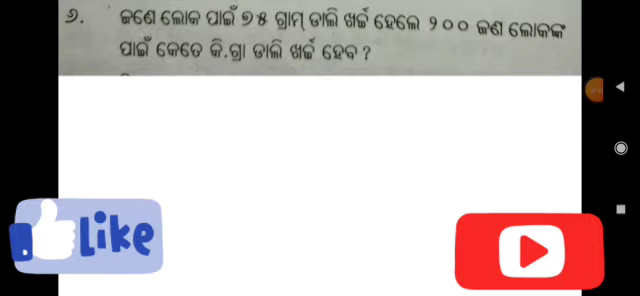 ୬. ଜଣେ ଲୋକ ପାଇଁ ୭୫ ଗ୍ରାମ୍ ଡାଲି ଖର୍ଚ୍ଚ ହେଲେ ୨୦୦ ଜଣ ଲୋକଙ୍କ
ପାଇଁ କେତେ କି.ଗ୍ରା ଡାଲି ଖର୍ଚ୍ଚ ହେବ ?
Like